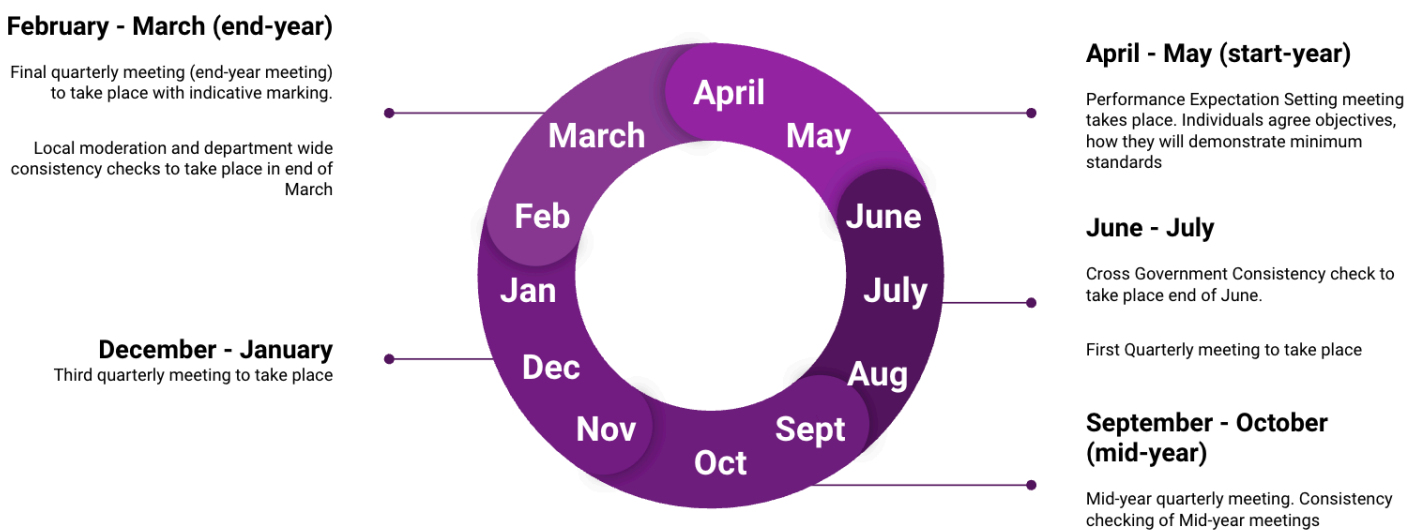 February - March (end-year)
Final quarterly meeting (end-year meeting)
to take place with indicative marking.
Local moderation and department wide
consistency checks to take place in end of
March
December - January
Third quarterly meeting to take place
April
May
June
July
Aug
Sept
Oct
Nov
Dec
Jan
Feb
March
April - May (start-year)
Performance Expectation Setting meeting
takes place. Individuals agree objectives,
how they will demonstrate minimum
standards
June - July
Cross Government Consistency check to
take place end of June.
First Quarterly meeting to take place
September - October
(mid-year)
Mid-year quarterly meeting. Consistency
checking of Mid-year meetings